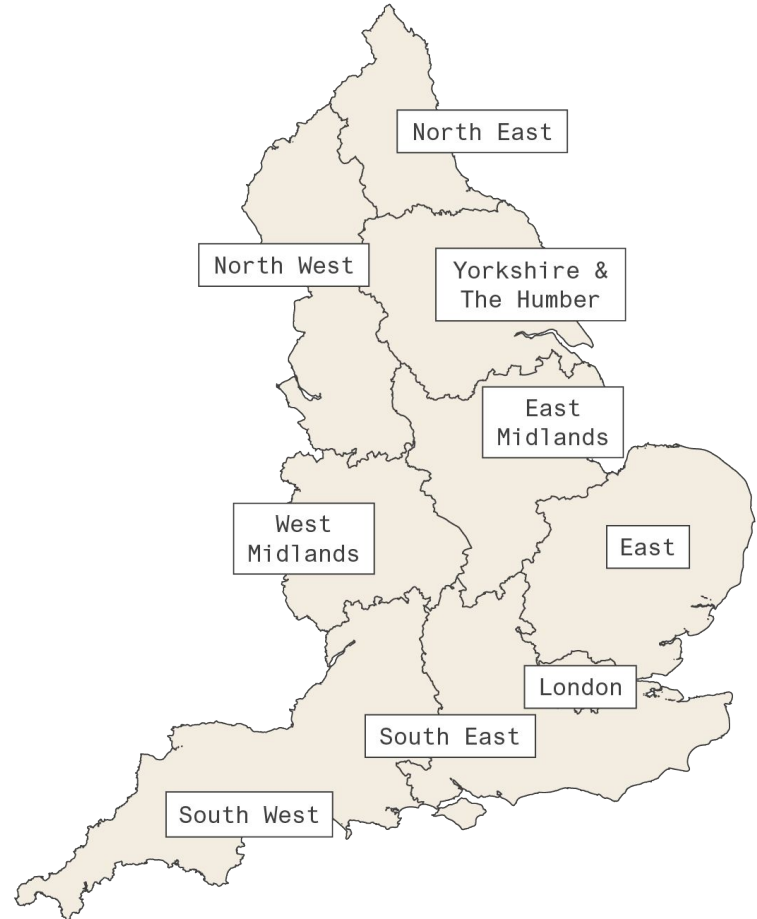 North East
North West
Yorkshire &
The Humber
East
Midlands
West
Midlands
East
London
South East
South West